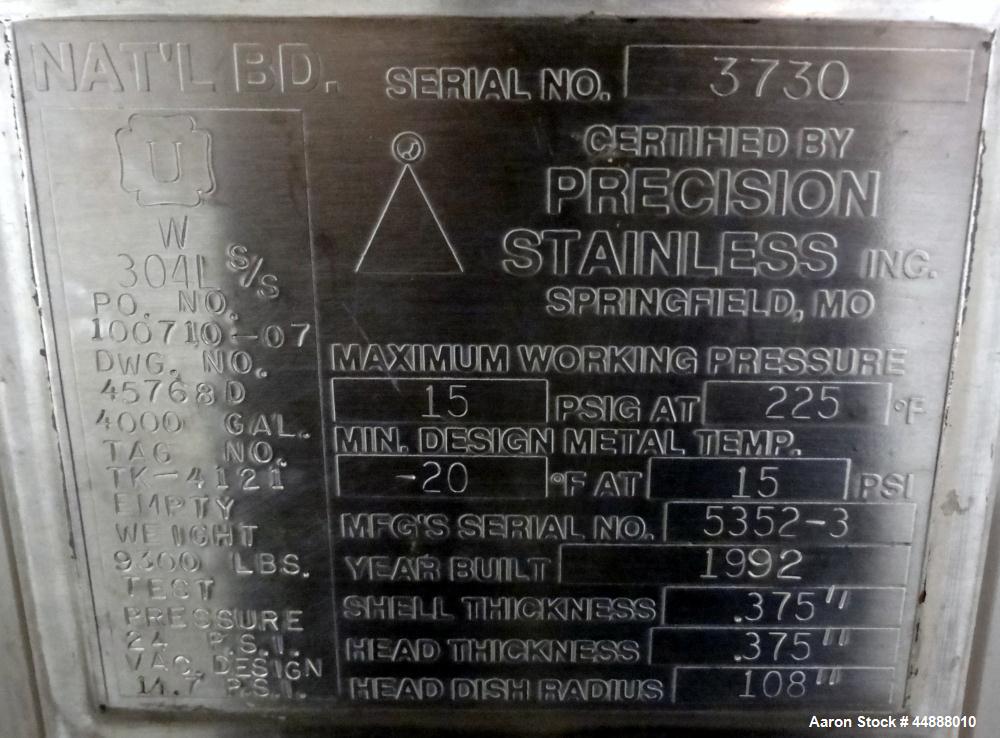 NAT'L BD.
SERIAL NO. 3730
U
W
304L S/S
PO. NO.
100710-07
DWG. NO.
45768D
4000 GAL.
TAG NO.
TK-4121
EMPTY
WEIGHT
9300 LBS.
TEST
PRESSURE
24 P.S.I.
VAC. DESIGN
14.7 P.S.I.
CERTIFIED BY
PRECISION
STAINLESS INC.
SPRINGFIELD, MO
MAXIMUM WORKING PRESSURE
15 PSIG AT 225 °F
MIN. DESIGN METAL TEMP.
-20 °F AT 15 PSI
MFG'S SERIAL NO. 5352-3
YEAR BUILT 1992
SHELL THICKNESS .375"
HEAD THICKNESS .375"
HEAD DISH RADIUS 108"
Aaron Stock # 44888010